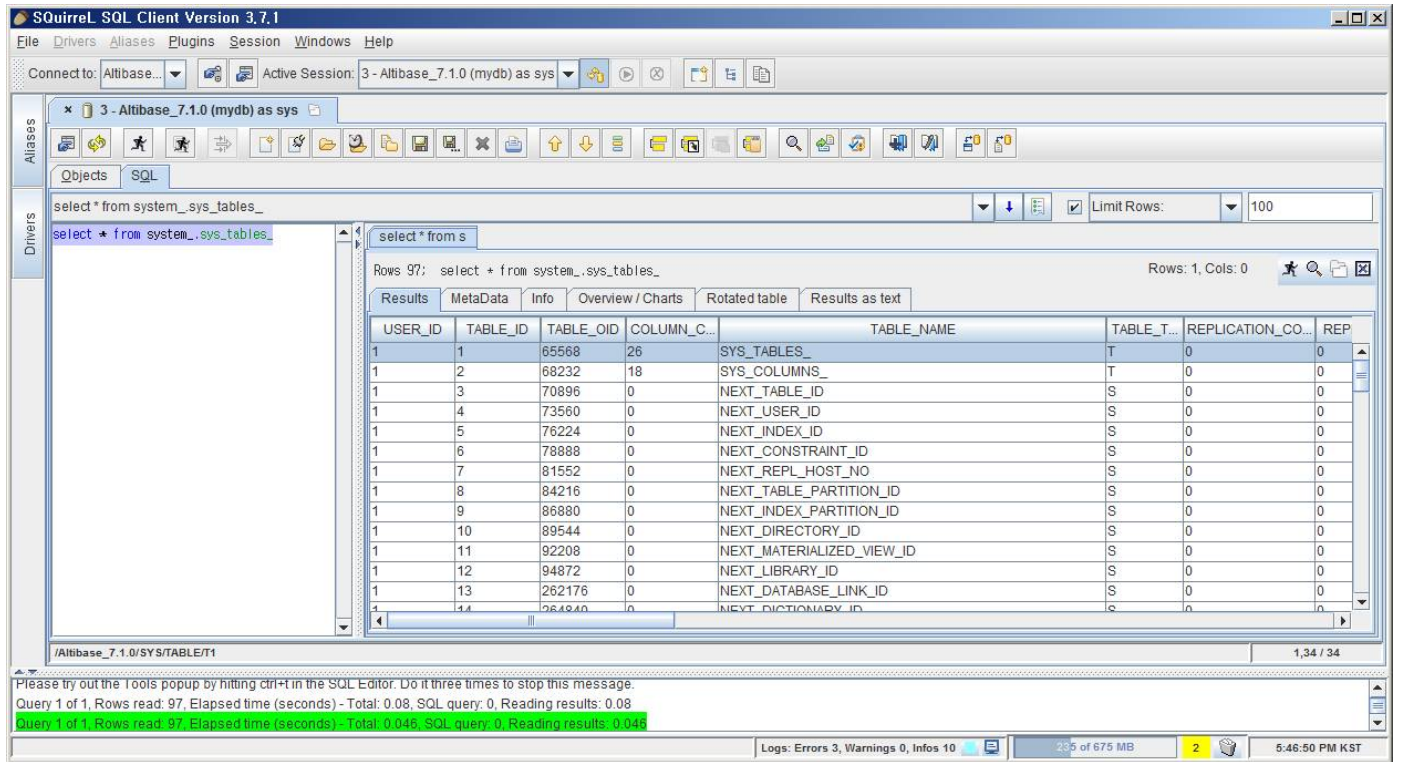 SQuirreL SQL Client Version 3.7.1
File Drivers Aliases Plugins Session Windows Help
Connect to: Altibase... Active Session: 3 - Altibase_7.1.0 (mydb) as sys
Aliases
Drivers
3 - Altibase_7.1.0 (mydb) as sys
Objects SQL
select * from system_.sys_tables_ Limit Rows: 100
select * from system_.sys_tables_
select * from s
Rows 97; select * from system_.sys_tables_ Rows: 1, Cols: 0
Results MetaData Info Overview / Charts Rotated table Results as text
USER_ID TABLE_ID TABLE_OID COLUMN_C... TABLE_NAME TABLE_T... REPLICATION_CO... REP
1 1 65568 26 SYS_TABLES_ T 0 0
1 2 68232 18 SYS_COLUMNS_ T 0 0
1 3 70896 0 NEXT_TABLE_ID S 0 0
1 4 73560 0 NEXT_USER_ID S 0 0
1 5 76224 0 NEXT_INDEX_ID S 0 0
1 6 78888 0 NEXT_CONSTRAINT_ID S 0 0
1 7 81552 0 NEXT_REPL_HOST_NO S 0 0
1 8 84216 0 NEXT_TABLE_PARTITION_ID S 0 0
1 9 86880 0 NEXT_INDEX_PARTITION_ID S 0 0
1 10 89544 0 NEXT_DIRECTORY_ID S 0 0
1 11 92208 0 NEXT_MATERIALIZED_VIEW_ID S 0 0
1 12 94872 0 NEXT_LIBRARY_ID S 0 0
1 13 262176 0 NEXT_DATABASE_LINK_ID S 0 0
1 14 264840 0 NEXT_DICTIONARY_ID S 0 0
/Altibase_7.1.0/SYS/TABLE/T1 1,34 / 34
Please try out the Tools popup by hitting ctrl+t in the SQL Editor. Do it three times to stop this message.
Query 1 of 1, Rows read: 97, Elapsed time (seconds) - Total: 0.08, SQL query: 0, Reading results: 0.08
Query 1 of 1, Rows read: 97, Elapsed time (seconds) - Total: 0.046, SQL query: 0, Reading results: 0.046
Logs: Errors 3, Warnings 0, Infos 10 235 of 675 MB 2 5:46:50 PM KST